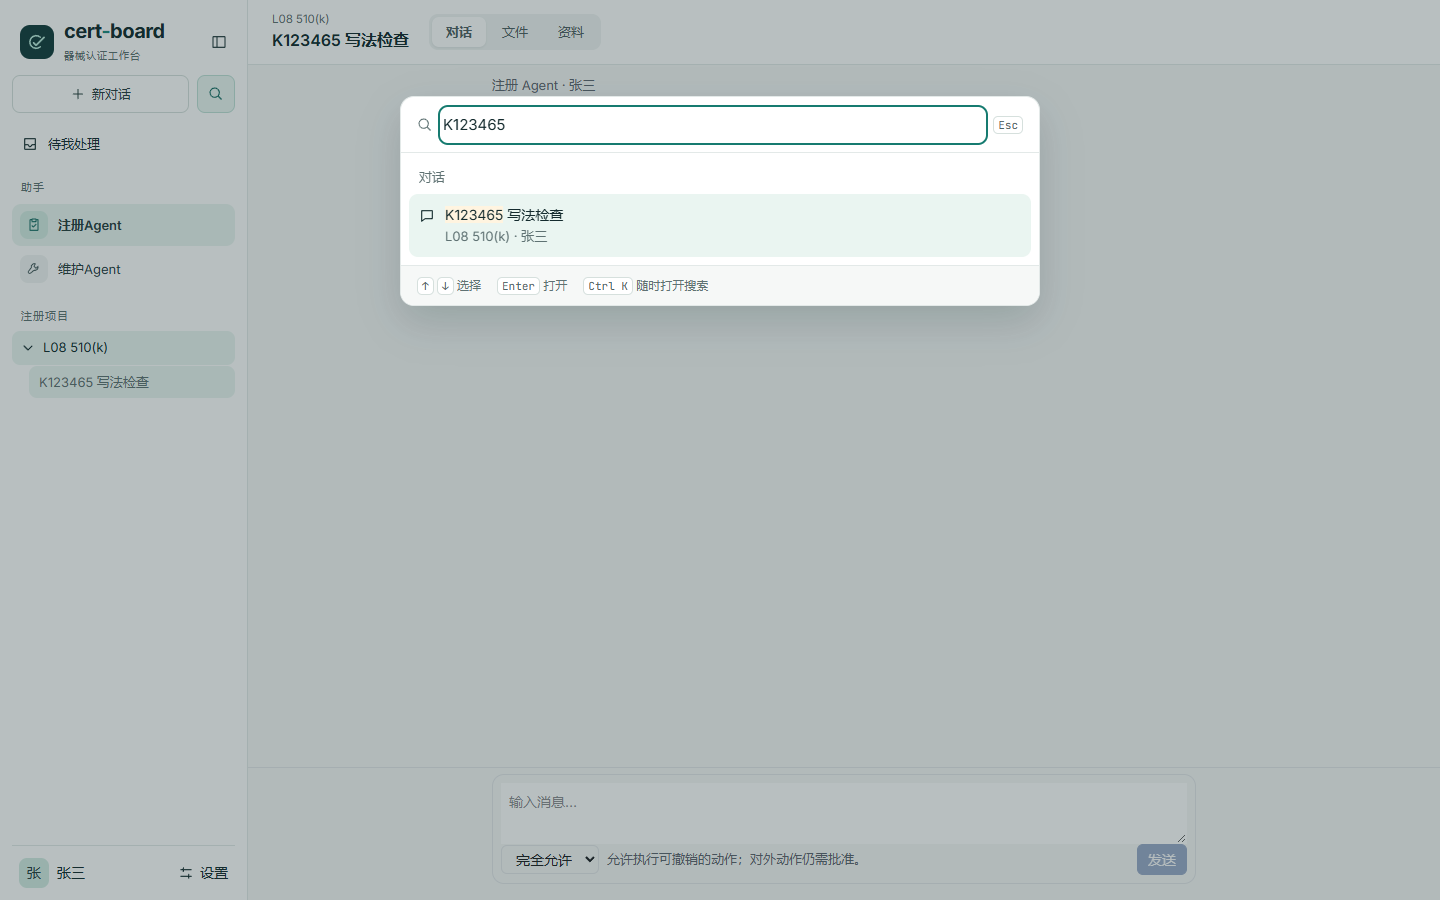 cert-board
器械认证工作台
新对话
待我处理
助手
注册Agent
维护Agent
注册项目
L08 510(k)
K123465 写法检查
张 张三
设置
L08 510(k)
K123465 写法检查
对话 文件 资料
注册 Agent · 张三
K123465
Esc
对话
K123465 写法检查
L08 510(k) · 张三
↑ ↓ 选择 Enter 打开 Ctrl K 随时打开搜索
输入消息...
完全允许 允许执行可撤销的动作；对外动作仍需批准。
发送